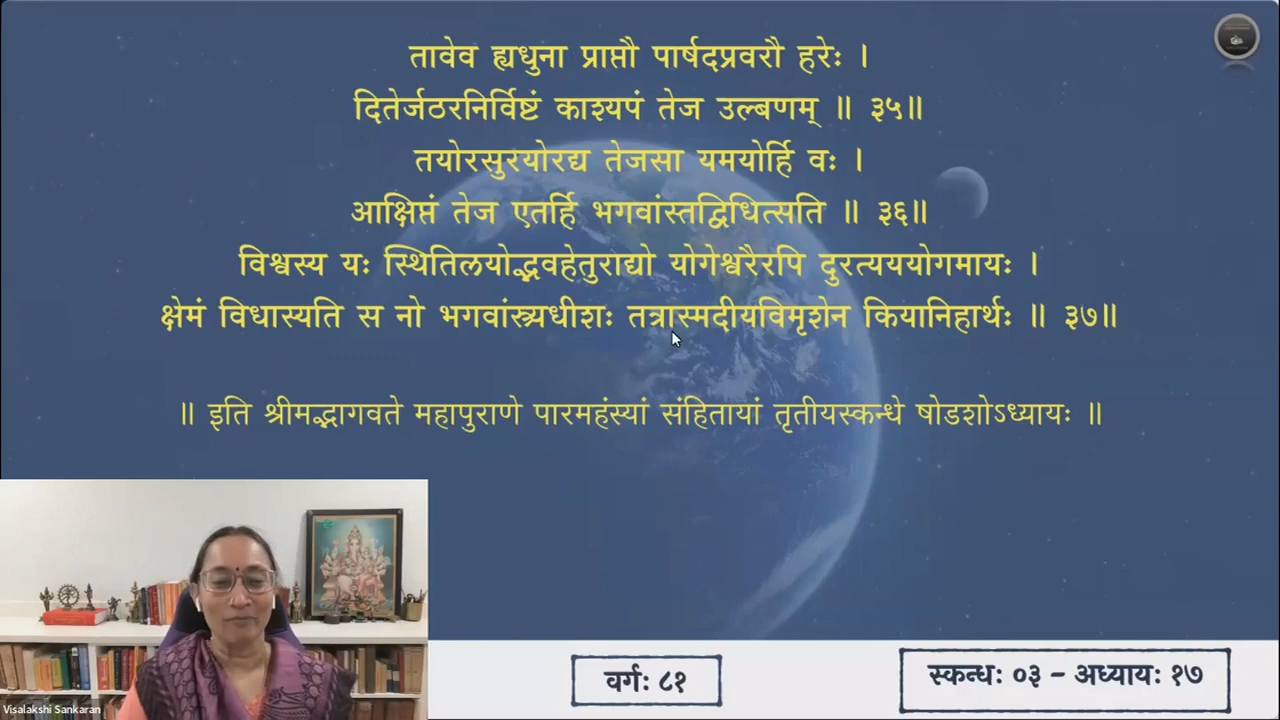 तावेव ह्यधुना प्राप्तौ पार्षदप्रवरौ हरेः ।
दितेर्जठरनिर्विष्टं काश्यपं तेज उल्बणम् ॥ ३५॥
तयोरसुरयोरद्य तेजसा यमयोर्हि वः ।
आक्षिप्तं तेज एतर्हि भगवांस्तद्विधित्सति ॥ ३६॥
विश्वस्य यः स्थितिलयोद्भवहेतुराद्यो योगेश्वरैरपि दुरत्यययोगमायः ।
क्षेमं विधास्यति स नो भगवांस्त्र्यधीशः तत्रास्मदीयविमृशेन कियानिहार्थः ॥ ३७॥
॥ इति श्रीमद्भागवते महापुराणे पारमहंस्यां संहितायां तृतीयस्कन्धे षोडशोऽध्यायः ॥
Visalakshi Sankaran
वर्गः ८१
स्कन्धः ०३ – अध्यायः १७